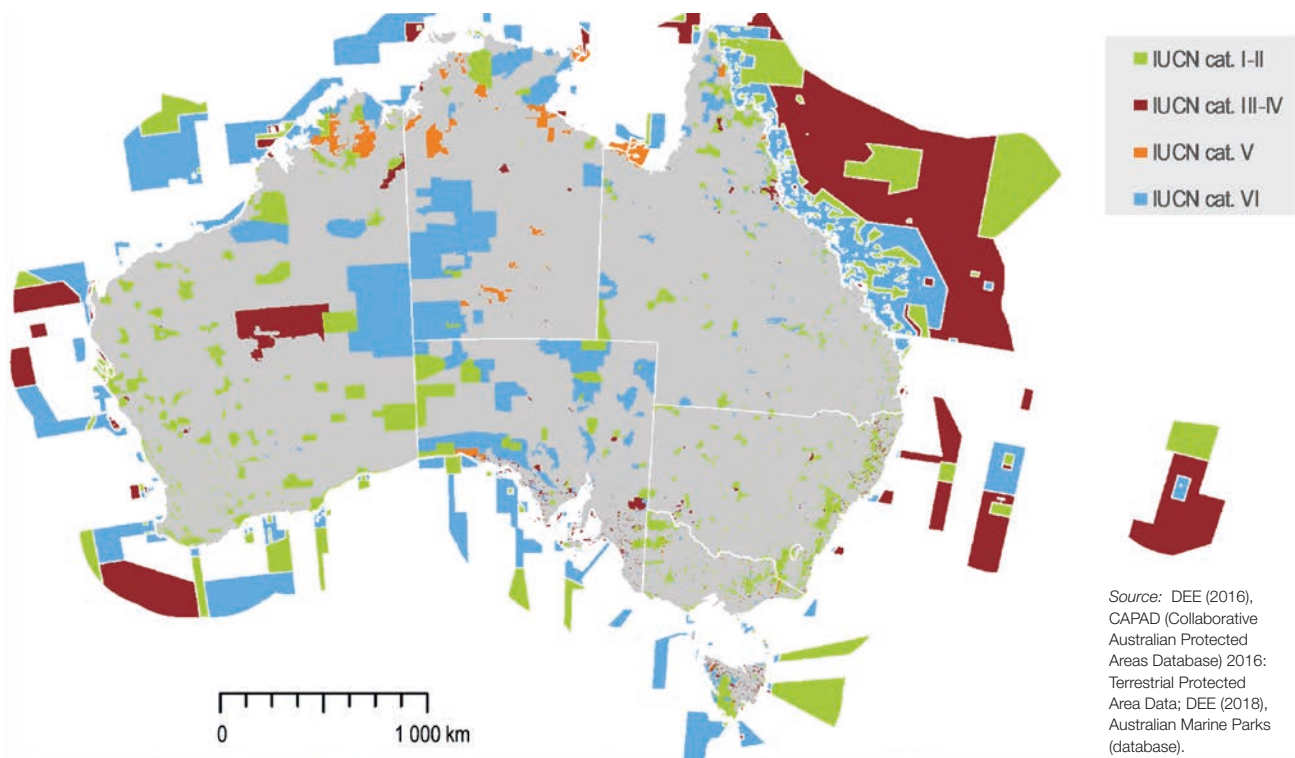 IUCN cat. I-II
IUCN cat. III-IV
IUCN cat. V
IUCN cat. VI
Source: DEE (2016),
CAPAD (Collaborative
Australian Protected
Areas Database) 2016:
Terrestrial Protected
Area Data; DEE (2018),
Australian Marine Parks
(database).
0 1 000 km